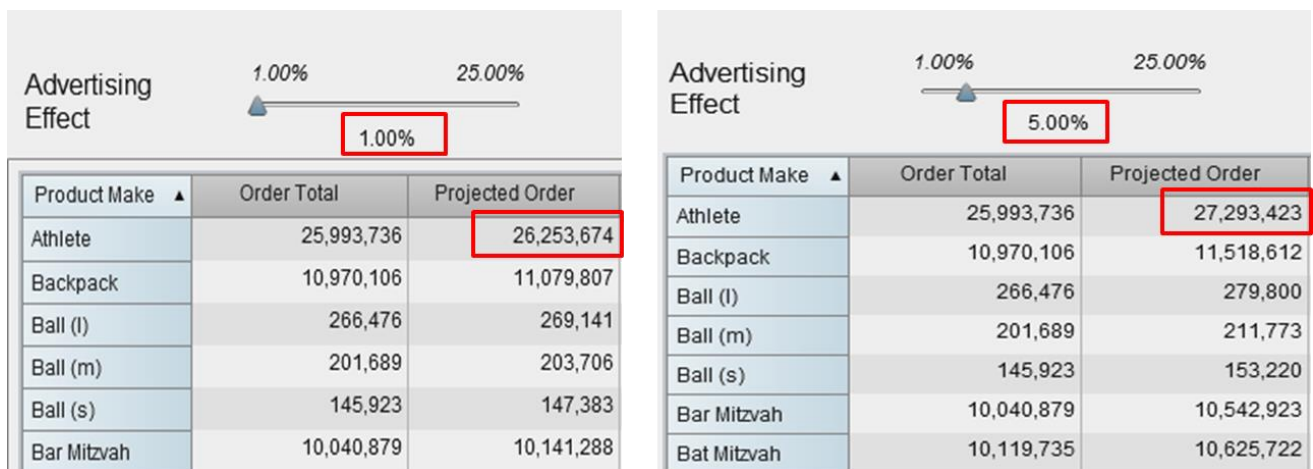 Advertising
Effect
1.00% 25.00%
1.00%
Product Make ▲ Order Total Projected Order
Athlete 25,993,736 26,253,674
Backpack 10,970,106 11,079,807
Ball (l) 266,476 269,141
Ball (m) 201,689 203,706
Ball (s) 145,923 147,383
Bar Mitzvah 10,040,879 10,141,288
Advertising
Effect
1.00% 25.00%
5.00%
Product Make ▲ Order Total Projected Order
Athlete 25,993,736 27,293,423
Backpack 10,970,106 11,518,612
Ball (l) 266,476 279,800
Ball (m) 201,689 211,773
Ball (s) 145,923 153,220
Bar Mitzvah 10,040,879 10,542,923
Bat Mitzvah 10,119,735 10,625,722